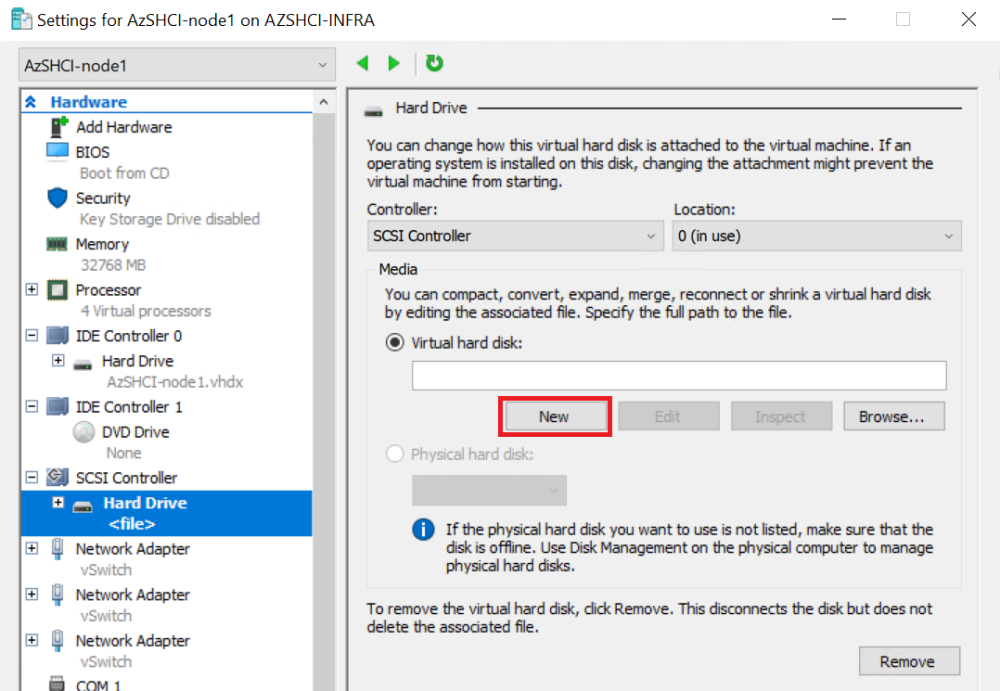 Settings for AzSHCI-node1 on AZSHCI-INFRA
AzSHCI-node1
Hardware
Add Hardware
BIOS
Boot from CD
Security
Key Storage Drive disabled
Memory
32768 MB
Processor
4 Virtual processors
IDE Controller 0
Hard Drive
AzSHCI-node1.vhdx
IDE Controller 1
DVD Drive
None
SCSI Controller
Hard Drive
<file>
Network Adapter
vSwitch
Network Adapter
vSwitch
Network Adapter
vSwitch
COM 1
Hard Drive
You can change how this virtual hard disk is attached to the virtual machine. If an
operating system is installed on this disk, changing the attachment might prevent the
virtual machine from starting.
Controller: Location:
SCSI Controller 0 (in use)
Media
You can compact, convert, expand, merge, reconnect or shrink a virtual hard disk
by editing the associated file. Specify the full path to the file.
Virtual hard disk:
New Edit Inspect Browse...
Physical hard disk:
If the physical hard disk you want to use is not listed, make sure that the
disk is offline. Use Disk Management on the physical computer to manage
physical hard disks.
To remove the virtual hard disk, click Remove. This disconnects the disk but does not
delete the associated file.
Remove